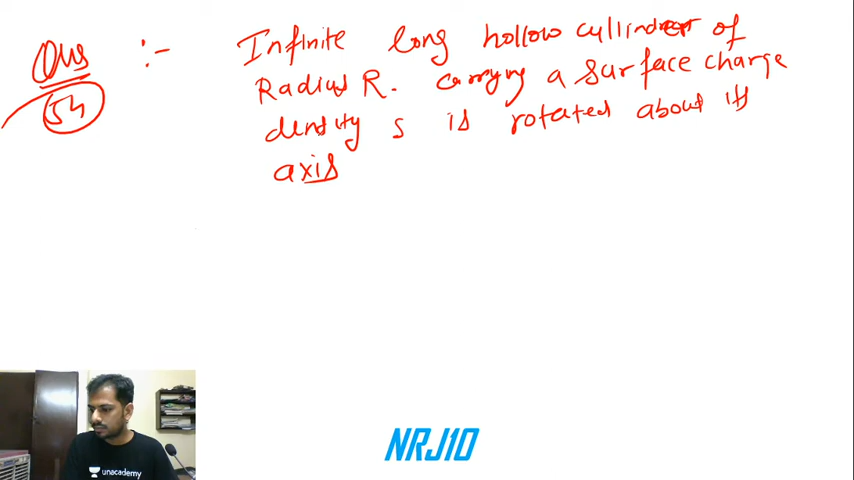 Ques :- Infinite long hollow cylinder of
54 Radius R. carrying a surface charge
density s is rotated about its
axis
unacademy
NRJ10